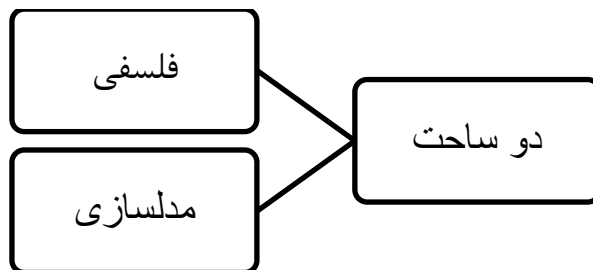 دو ساحت
فلسفی
مدلسازی